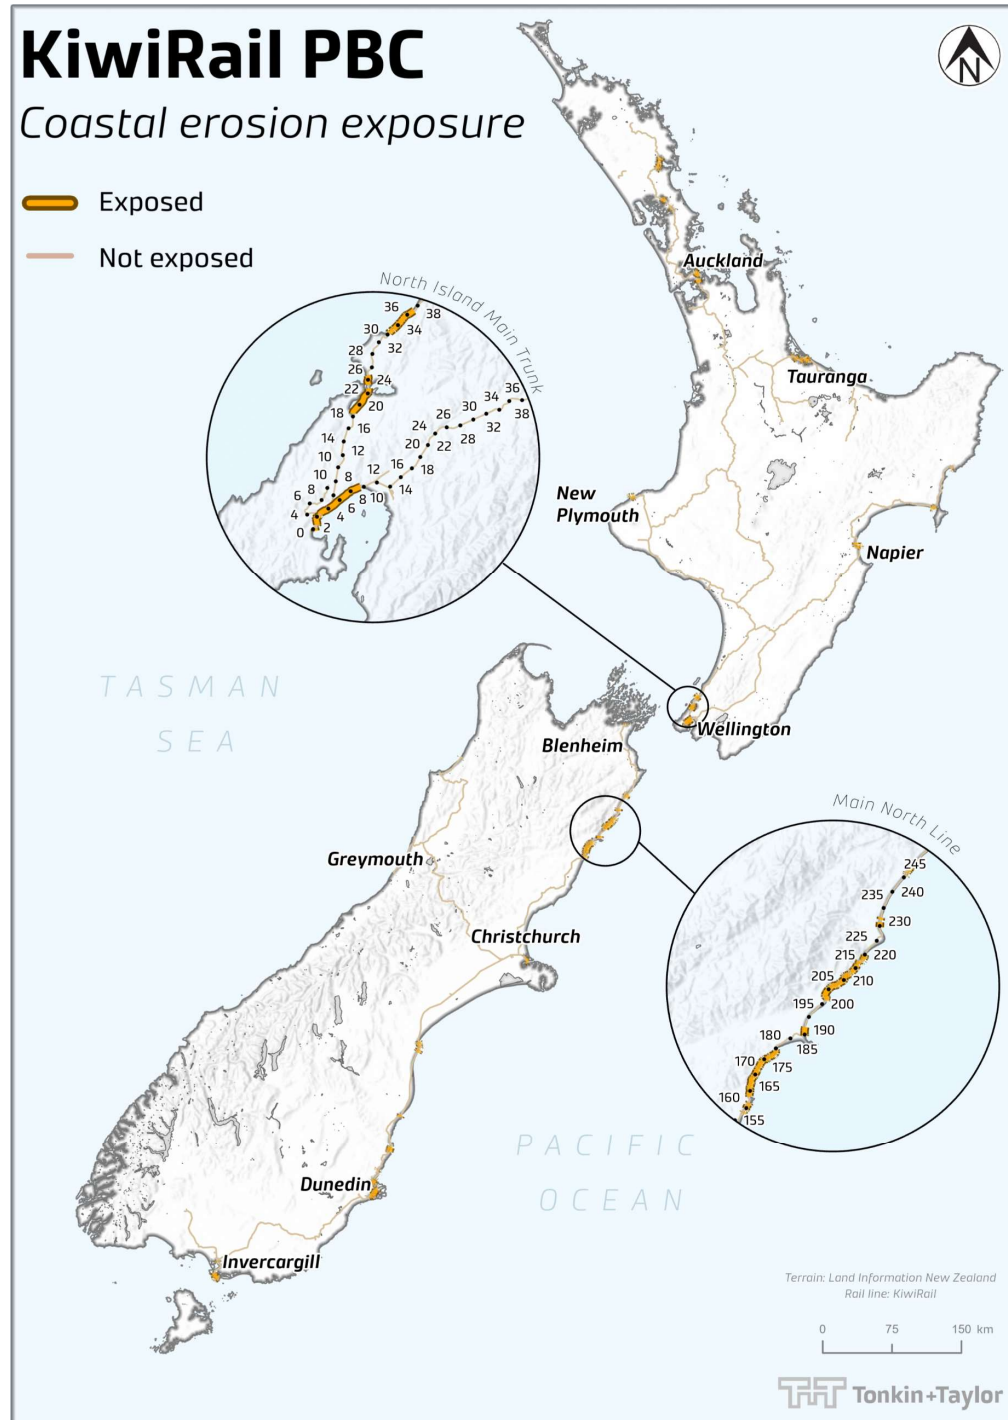 KiwiRail PBC
Coastal erosion exposure
N
Exposed
Not exposed
North Island Main Trunk
36
38
34
30
32
28
26
24
22
20
18
16
14
12
10
10
8
8
6
4
0
2
4
6
8
10
12
14
16
18
20
22
24
26
28
30
32
34
36
38
Auckland
Tauranga
New
Plymouth
Napier
TASMAN
SEA
Wellington
Blenheim
Greymouth
Christchurch
Main North Line
245
240
235
230
225
220
215
210
205
200
195
190
185
180
175
170
165
160
155
PACIFIC
OCEAN
Dunedin
Invercargill
Terrain: Land Information New Zealand
Rail line: KiwiRail
0 75 150 km
T+T Tonkin+Taylor